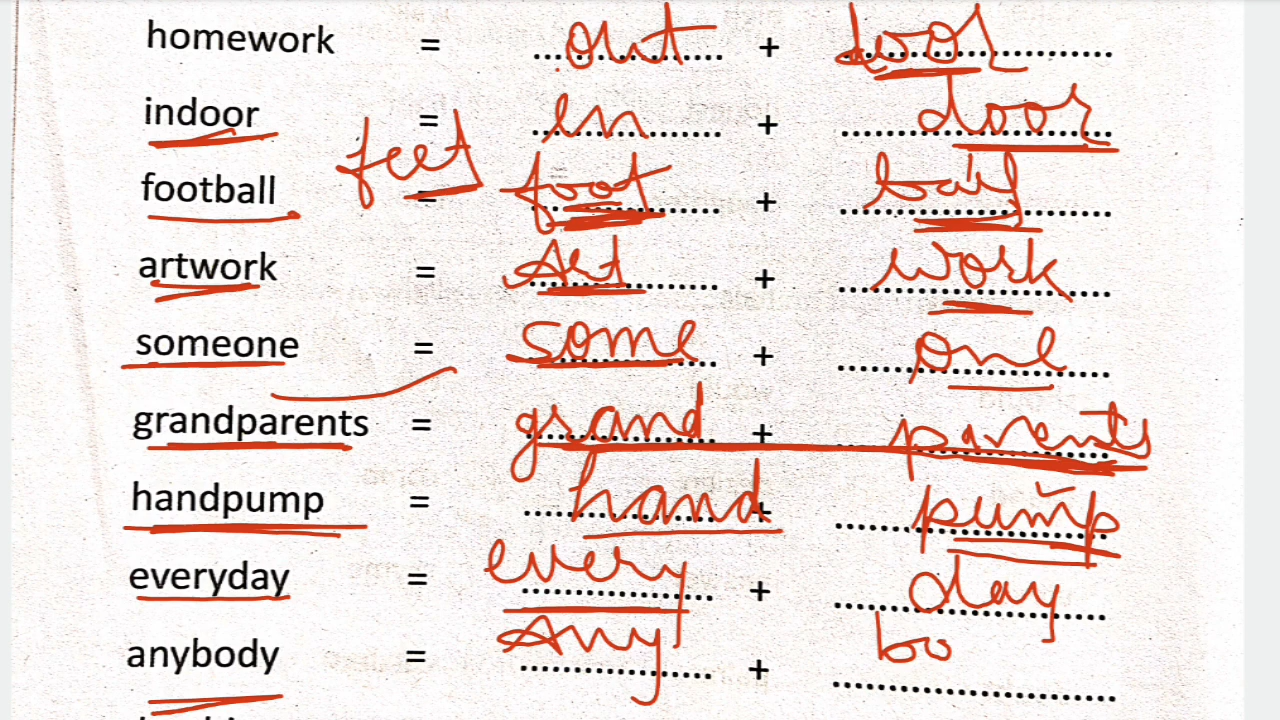 homework = out + door
indoor = in + door
feet
football = foot + ball
artwork = Art + work
someone = some + one
grandparents = grand + parents
handpump = hand + pump
everyday = every + day
anybody = Any + bo